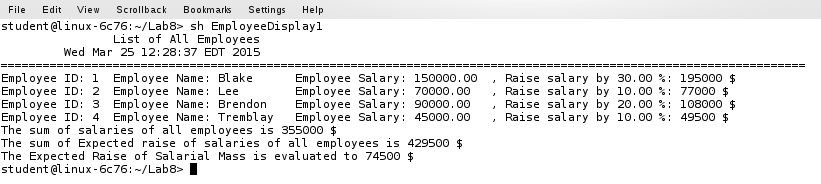 File Edit View Scrollback Bookmarks Settings Help
student@linux-6c76:~/Lab8> sh EmployeeDisplay1
List of All Employees
Wed Mar 25 12:28:37 EDT 2015
=====================================================================================================
Employee ID: 1 Employee Name: Blake Employee Salary: 150000.00 , Raise salary by 30.00 %: 195000 $
Employee ID: 2 Employee Name: Lee Employee Salary: 70000.00 , Raise salary by 10.00 %: 77000 $
Employee ID: 3 Employee Name: Brendon Employee Salary: 90000.00 , Raise salary by 20.00 %: 108000 $
Employee ID: 4 Employee Name: Tremblay Employee Salary: 45000.00 , Raise salary by 10.00 %: 49500 $
The sum of salaries of all employees is 355000 $
The sum of Expected raise of salaries of all employees is 429500 $
The Expected Raise of Salarial Mass is evaluated to 74500 $
student@linux-6c76:~/Lab8>